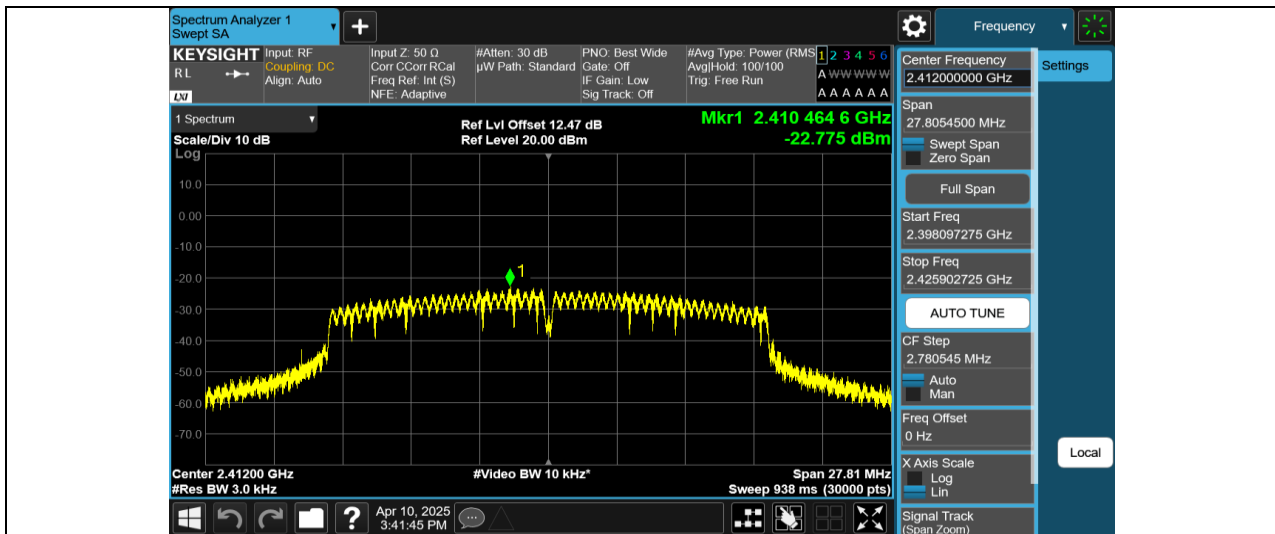 Spectrum Analyzer 1
Swept SA
Frequency
KEYSIGHT
R L
LXI
Input: RF
Coupling: DC
Align: Auto
Input Z: 50 Ω
Corr CCorr RCal
Freq Ref: Int (S)
NFE: Adaptive
#Atten: 30 dB
µW Path: Standard
PNO: Best Wide
Gate: Off
IF Gain: Low
Sig Track: Off
#Avg Type: Power (RMS
Avg|Hold: 100/100
Trig: Free Run
1 2 3 4 5 6
A W W W W W
A A A A A A
1 Spectrum
Scale/Div 10 dB
Log
Ref Lvl Offset 12.47 dB
Ref Level 20.00 dBm
Mkr1 2.410 464 6 GHz
-22.775 dBm
10.0
0.00
-10.0
-20.0
-30.0
-40.0
-50.0
-60.0
-70.0
1
Center 2.41200 GHz
#Video BW 10 kHz*
Span 27.81 MHz
#Res BW 3.0 kHz
Sweep 938 ms (30000 pts)
Apr 10, 2025
3:41:45 PM
?
Center Frequency
2.412000000 GHz
Span
27.8054500 MHz
Swept Span
Zero Span
Full Span
Start Freq
2.398097275 GHz
Stop Freq
2.425902725 GHz
AUTO TUNE
CF Step
2.780545 MHz
Auto
Man
Freq Offset
0 Hz
X Axis Scale
Log
Lin
Signal Track
(Span Zoom)
Settings
Local